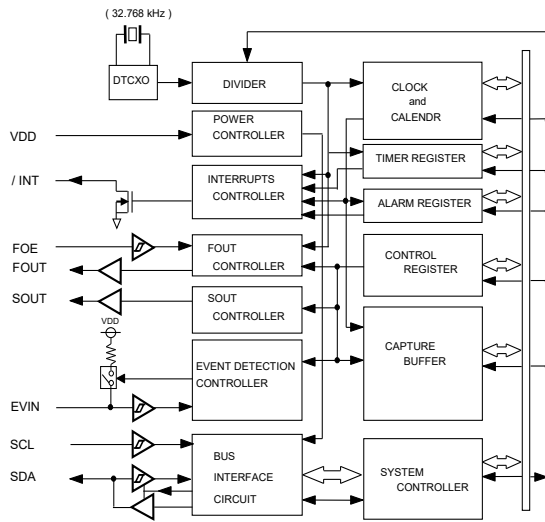 ( 32.768 kHz )
DTCXO
DIVIDER
CLOCK
and
CALENDR
VDD
POWER
CONTROLLER
TIMER REGISTER
/ INT
INTERRUPTS
CONTROLLER
ALARM REGISTER
FOE
FOUT
FOUT
CONTROLLER
CONTROL
REGISTER
SOUT
SOUT
CONTROLLER
VDD
EVENT DETECTION
CONTROLLER
CAPTURE
BUFFER
EVIN
SCL
SDA
BUS
INTERFACE
CIRCUIT
SYSTEM
CONTROLLER